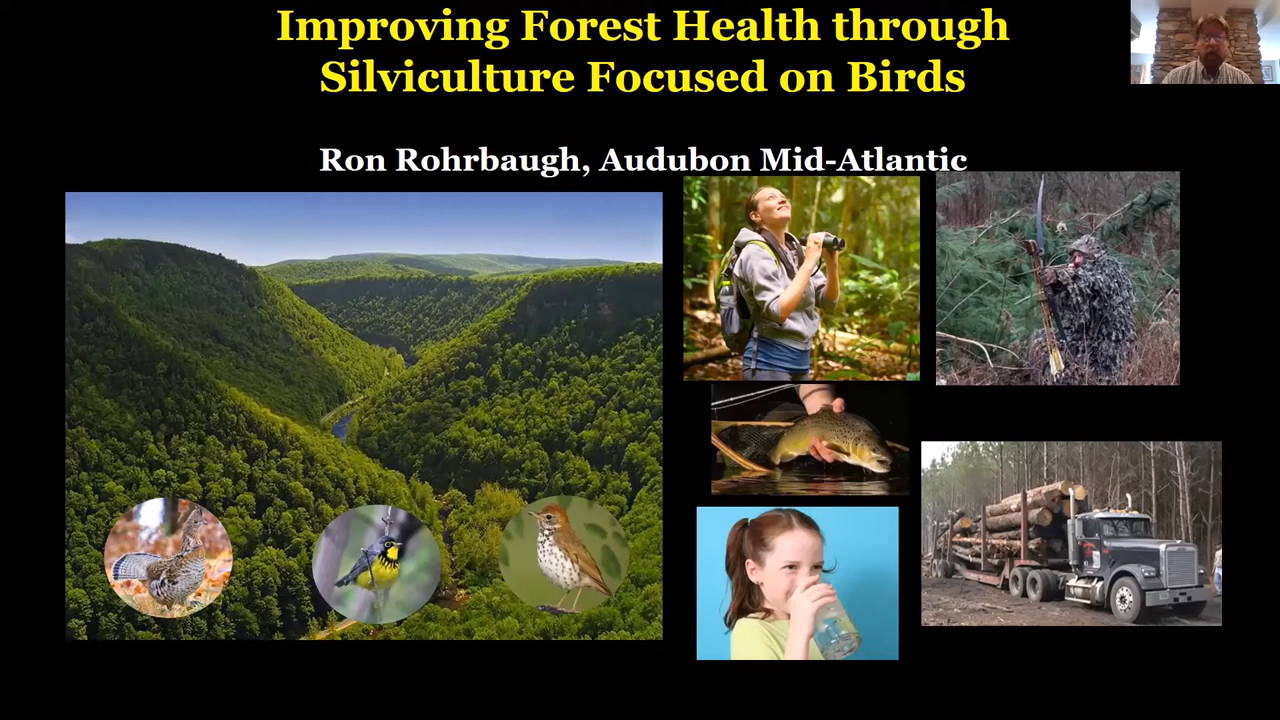 Improving Forest Health through
Silviculture Focused on Birds
Ron Rohrbaugh, Audubon Mid-Atlantic